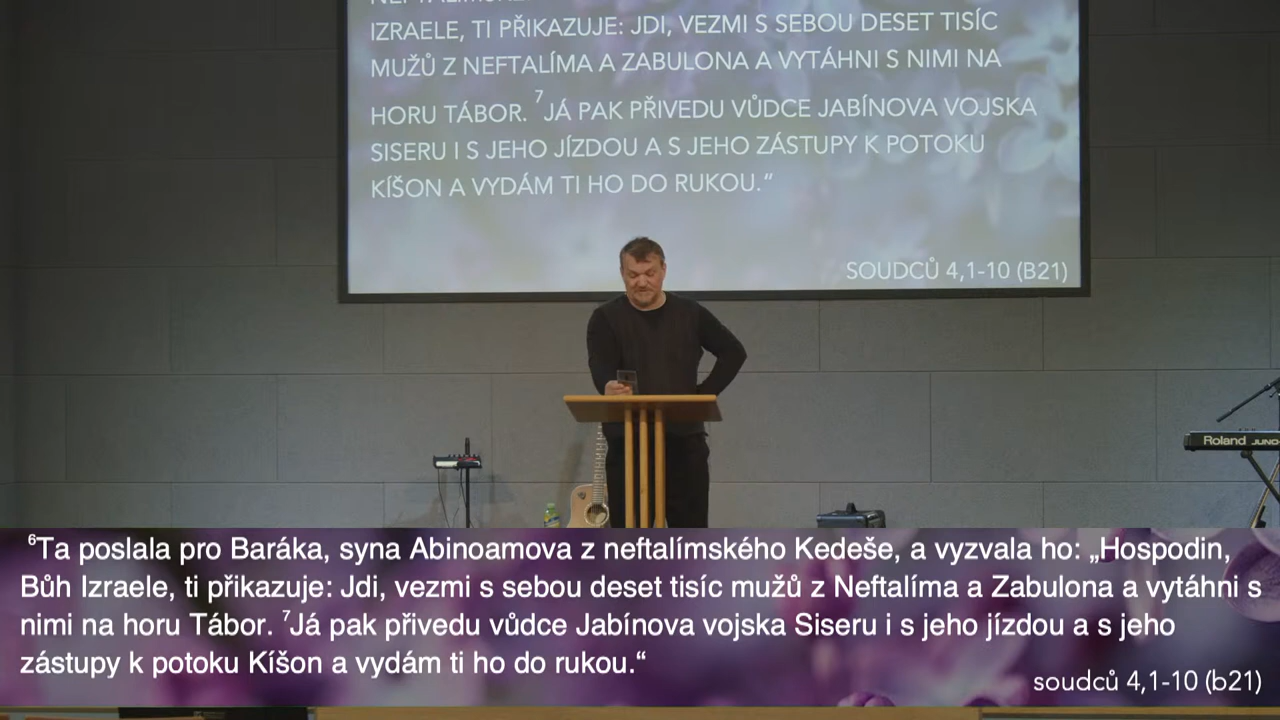 IZRAELE, TI PŘIKAZUJE: JDI, VEZMI S SEBOU DESET TISÍC
MUŽŮ Z NEFTALÍMA A ZABULONA A VYTÁHNI S NIMI NA
HORU TÁBOR. ⁷JÁ PAK PŘIVEDU VŮDCE JABÍNOVA VOJSKA
SISERU I S JEHO JÍZDOU A S JEHO ZÁSTUPY K POTOKU
KÍŠON A VYDÁM TI HO DO RUKOU.“
SOUDCŮ 4,1-10 (B21)
Roland JUNO
⁶Ta poslala pro Baráka, syna Abinoamova z neftalímského Kedeše, a vyzvala ho: „Hospodin,
Bůh Izraele, ti přikazuje: Jdi, vezmi s sebou deset tisíc mužů z Neftalíma a Zabulona a vytáhni s
nimi na horu Tábor. ⁷Já pak přivedu vůdce Jabínova vojska Siseru i s jeho jízdou a s jeho
zástupy k potoku Kíšon a vydám ti ho do rukou.“
soudců 4,1-10 (b21)